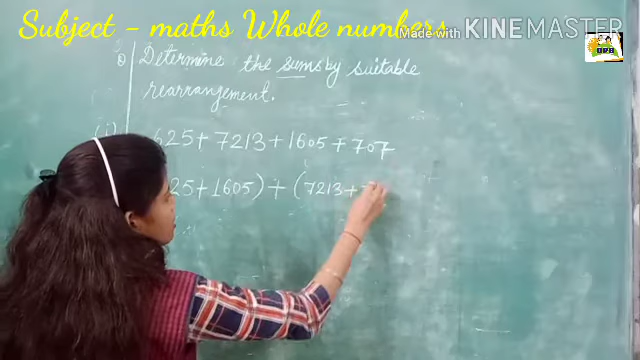 Subject - maths Whole numbers
Made with KINEMASTER
Determine the sums by suitable
rearrangement.
(i) 625 + 7213 + 1605 + 707
25 + 1605) + (7213 + 7